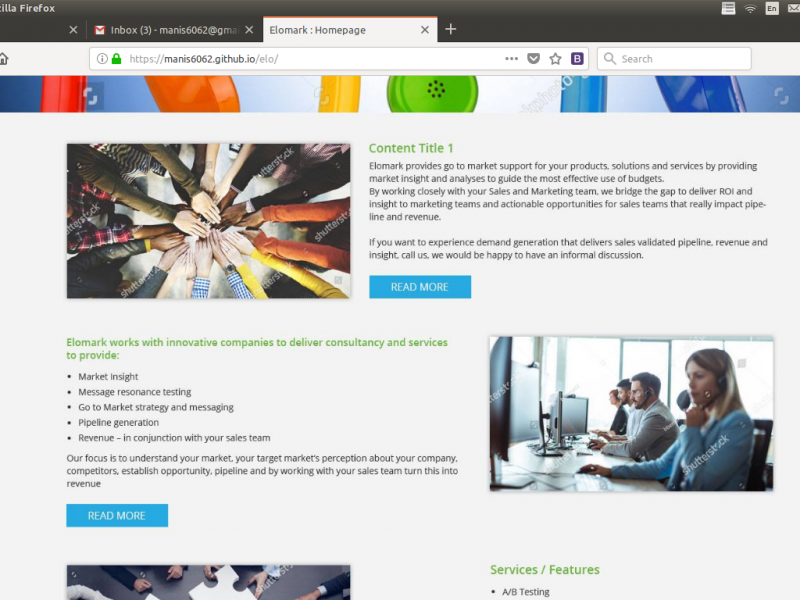 zilla Firefox
En
Inbox (3) - manis6062@gma
Elomark : Homepage
https://manis6062.github.io/elo/
B
Search
shutterstock
Content Title 1
Elomark provides go to market support for your products, solutions and services by providing
market insight and analyses to guide the most effective use of budgets.
By working closely with your Sales and Marketing team, we bridge the gap to deliver ROI and
insight to marketing teams and actionable opportunities for sales teams that really impact pipe-
line and revenue.
If you want to experience demand generation that delivers sales validated pipeline, revenue and
insight, call us, we would be happy to have an informal discussion.
READ MORE
Elomark works with innovative companies to deliver consultancy and services
to provide:
• Market Insight
• Message resonance testing
• Go to Market strategy and messaging
• Pipeline generation
• Revenue – in conjunction with your sales team
Our focus is to understand your market, your target market's perception about your company,
competitors, establish opportunity, pipeline and by working with your sales team turn this into
revenue
READ MORE
shutterstock
Services / Features
• A/B Testing